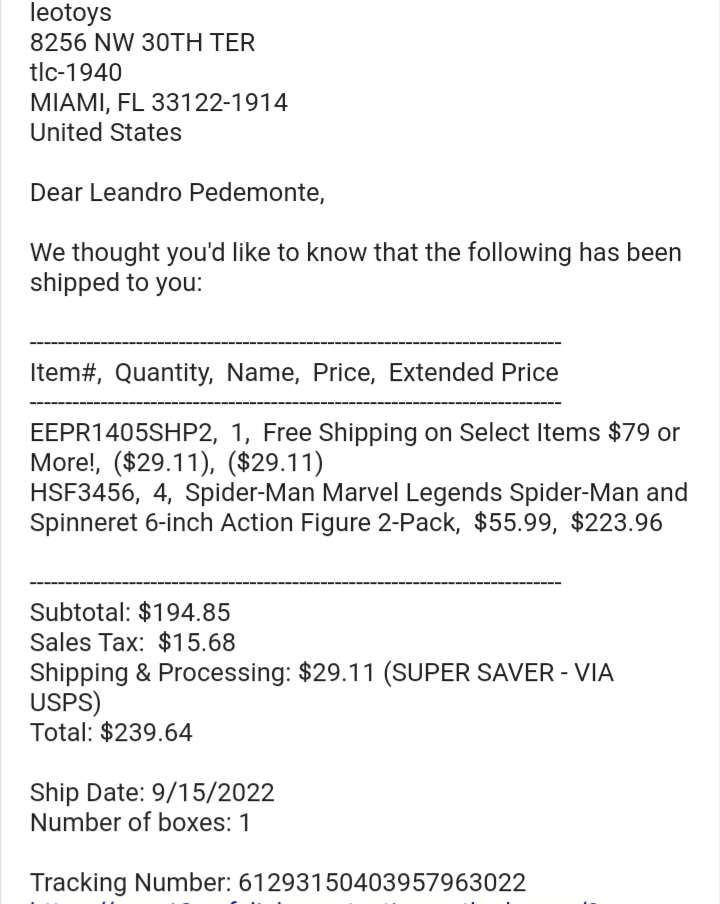 leotoys
8256 NW 30TH TER
tlc-1940
MIAMI, FL 33122-1914
United States
Dear Leandro Pedemonte,
We thought you'd like to know that the following has been
shipped to you:
---------------------------------------------------------------------------
Item#,  Quantity,  Name,  Price,  Extended Price
---------------------------------------------------------------------------
EEPR1405SHP2,  1,  Free Shipping on Select Items $79 or
More!,  ($29.11),  ($29.11)
HSF3456,  4,  Spider-Man Marvel Legends Spider-Man and
Spinneret 6-inch Action Figure 2-Pack,  $55.99,  $223.96
---------------------------------------------------------------------------
Subtotal: $194.85
Sales Tax:  $15.68
Shipping & Processing: $29.11 (SUPER SAVER - VIA
USPS)
Total: $239.64
Ship Date: 9/15/2022
Number of boxes: 1
Tracking Number: 61293150403957963022